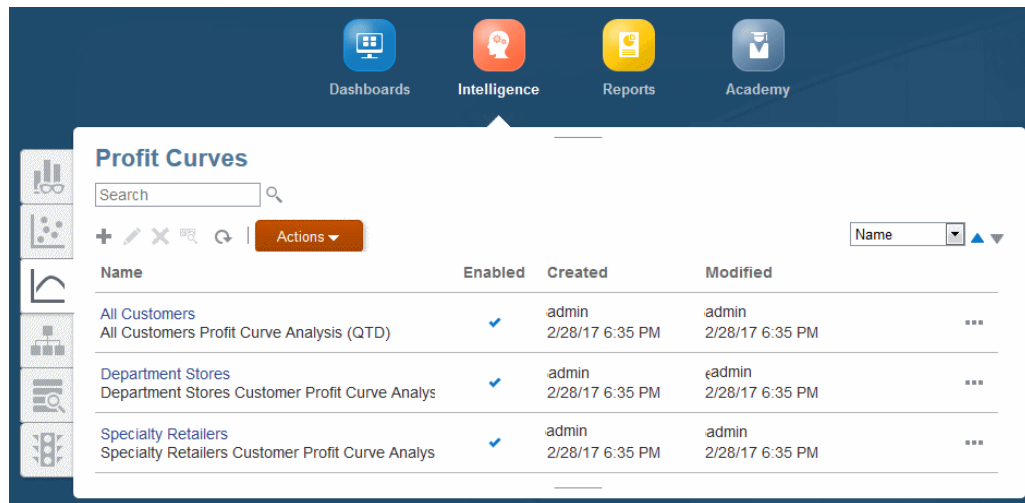 Dashboards Intelligence Reports Academy
Profit Curves
Search
Actions Name
Name Enabled Created Modified
All Customers admin admin
All Customers Profit Curve Analysis (QTD) 2/28/17 6:35 PM 2/28/17 6:35 PM
Department Stores admin admin
Department Stores Customer Profit Curve Analys 2/28/17 6:35 PM 2/28/17 6:35 PM
Specialty Retailers admin admin
Specialty Retailers Customer Profit Curve Analys 2/28/17 6:35 PM 2/28/17 6:35 PM